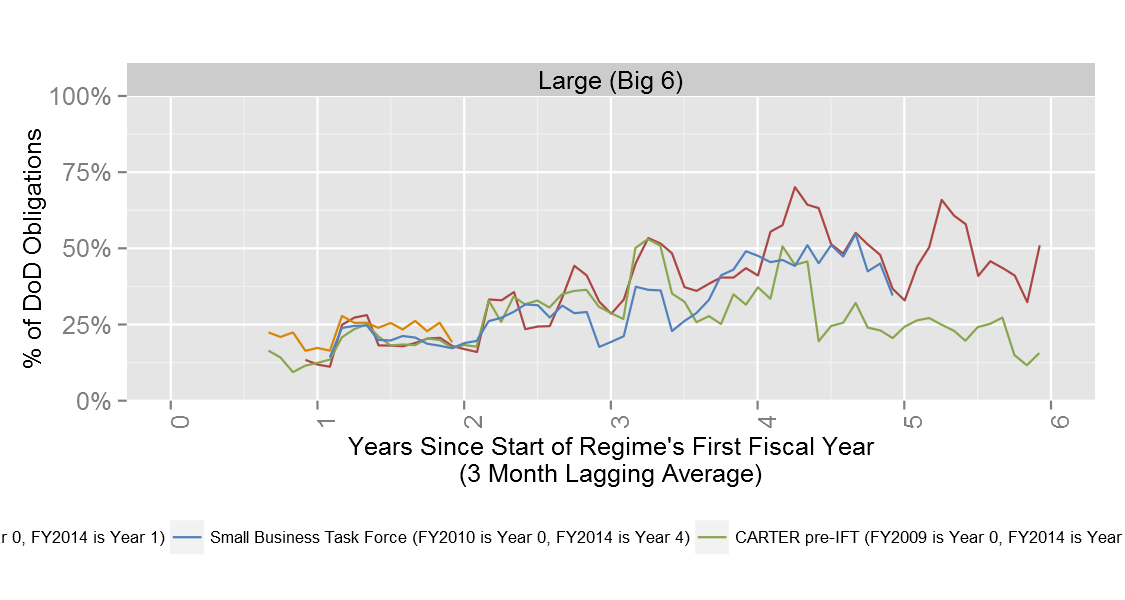 Large (Big 6)
100%
75%
50%
25%
0%
% of DoD Obligations
0 1 2 3 4 5 6
Years Since Start of Regime's First Fiscal Year
(3 Month Lagging Average)
r 0, FY2014 is Year 1) Small Business Task Force (FY2010 is Year 0, FY2014 is Year 4) CARTER pre-IFT (FY2009 is Year 0, FY2014 is Year